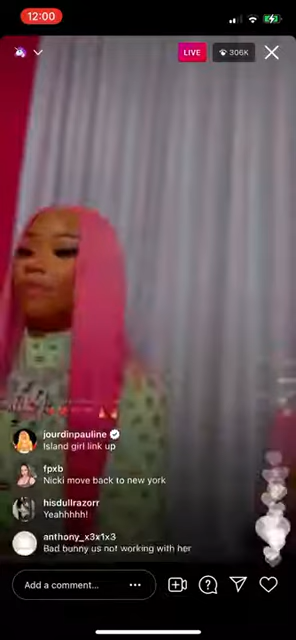 12:00
LIVE
306K
jourdinpauline
Island girl link up
fpxb
Nicki move back to new york
hisdullrazorr
Yeahhhhh!
anthony_x3x1x3
Bad bunny us not working with her
Add a comment...